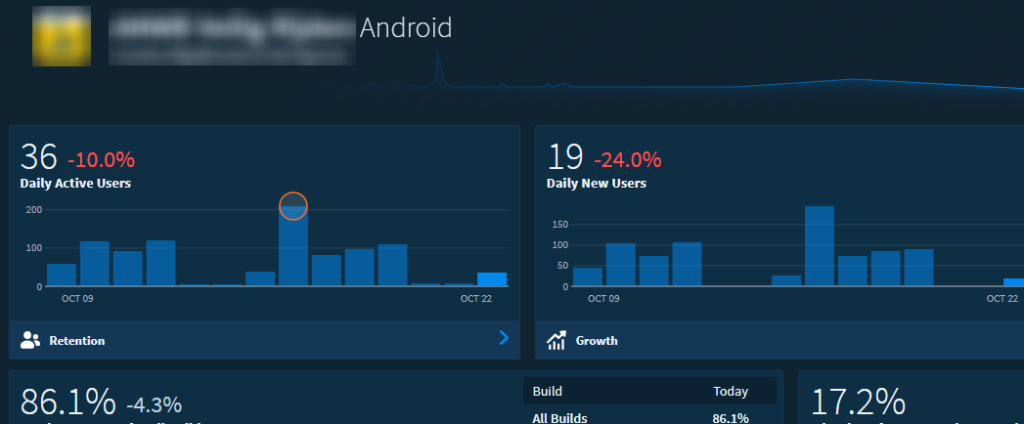 Android
36 -10.0%
Daily Active Users
200
100
0
OCT 09
OCT 22
Retention
19 -24.0%
Daily New Users
150
100
50
0
OCT 09
OCT 22
Growth
86.1% -4.3%
Build Today
All Builds 86.1%
17.2%